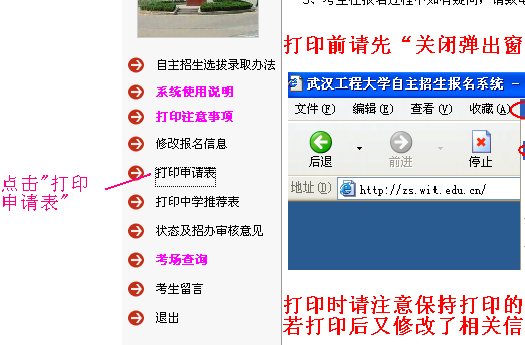 自主招生选拔录取办法
系统使用说明
打印注意事项
修改报名信息
打印申请表
打印中学推荐表
状态及招办审核意见
考场查询
考生留言
退出
点击"打印
申请表"
打印前请先“关闭弹出窗
武汉工程大学自主招生报名系统 -
文件(F) 编辑(E) 查看(V) 收藏(A)
后退 前进 停止
地址(D) http://zs.wit.edu.cn/
打印时请注意保持打印的
若打印后又修改了相关信